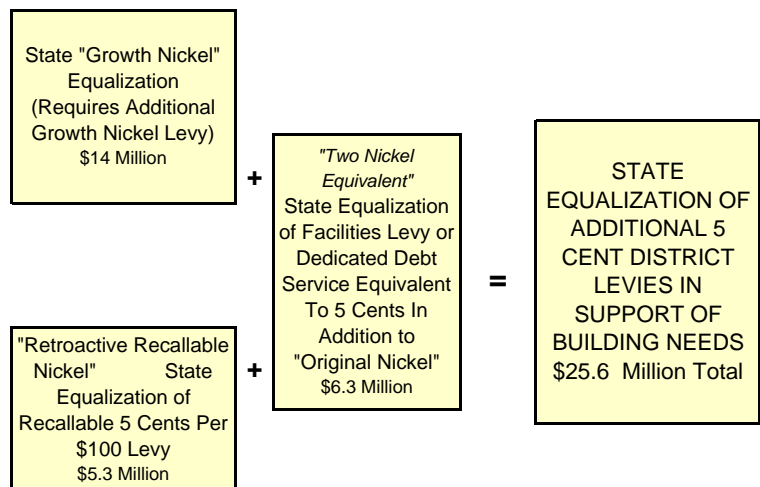 State "Growth Nickel"
Equalization
(Requires Additional
Growth Nickel Levy)
$14 Million
+
"Retroactive Recallable
Nickel" State
Equalization of
Recallable 5 Cents Per
$100 Levy
$5.3 Million
+
"Two Nickel
Equivalent"
State Equalization
of Facilities Levy or
Dedicated Debt
Service Equivalent
To 5 Cents In
Addition to
"Original Nickel"
$6.3 Million
=
STATE
EQUALIZATION OF
ADDITIONAL 5
CENT DISTRICT
LEVIES IN
SUPPORT OF
BUILDING NEEDS
$25.6 Million Total